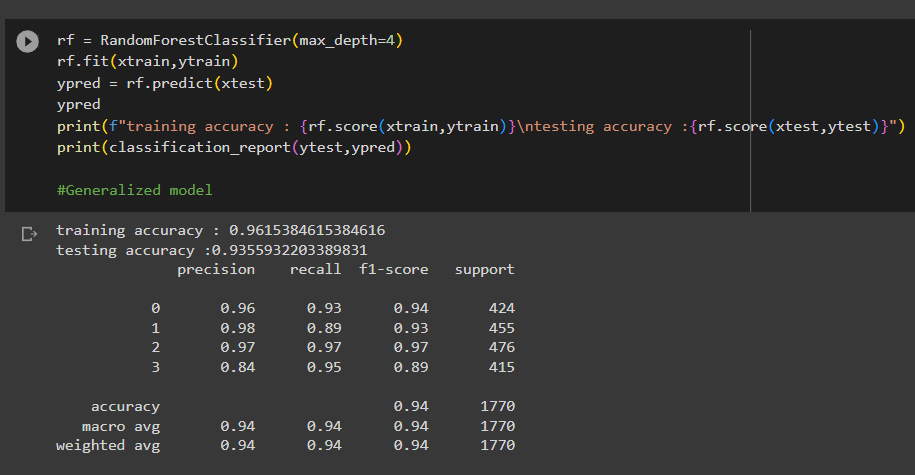 rf = RandomForestClassifier(max_depth=4)
rf.fit(xtrain,ytrain)
ypred = rf.predict(xtest)
ypred
print(f"training accuracy : {rf.score(xtrain,ytrain)}\ntesting accuracy :{rf.score(xtest,ytest)}")
print(classification_report(ytest,ypred))
#Generalized model
training accuracy : 0.9615384615384616
testing accuracy :0.9355932203389831
precision recall f1-score support
0 0.96 0.93 0.94 424
1 0.98 0.89 0.93 455
2 0.97 0.97 0.97 476
3 0.84 0.95 0.89 415
accuracy 0.94 1770
macro avg 0.94 0.94 0.94 1770
weighted avg 0.94 0.94 0.94 1770